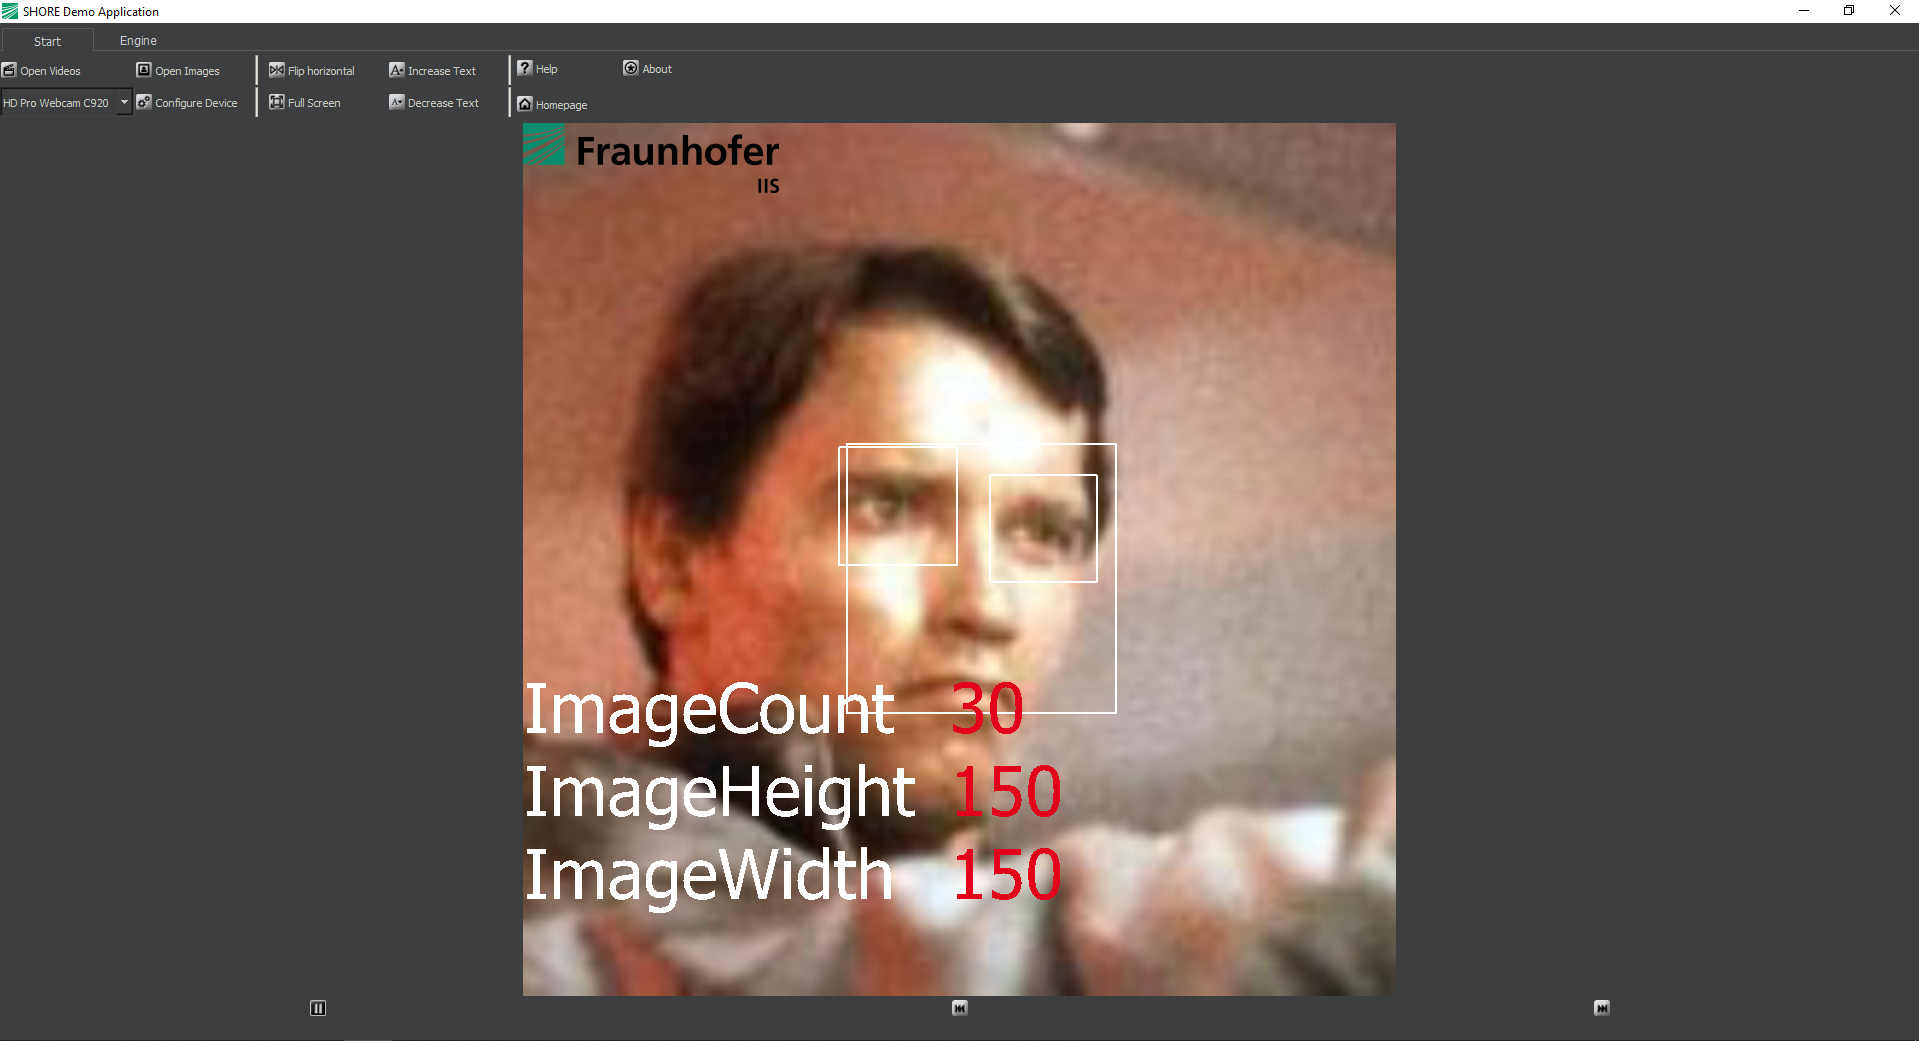 SHORE Demo Application
Start Engine
Open Videos Open Images Flip horizontal Increase Text Help About
HD Pro Webcam C920 Configure Device Full Screen Decrease Text Homepage
Fraunhofer
IIS
ImageCount 30
ImageHeight 150
ImageWidth 150